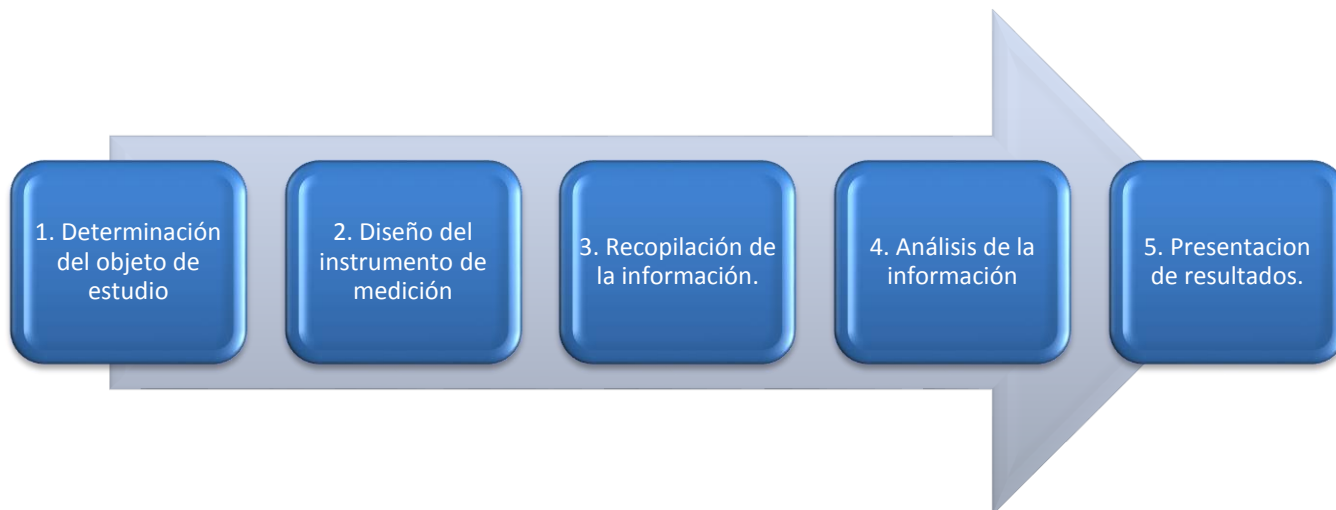 1. Determinación
del objeto de
estudio
2. Diseño del
instrumento de
medición
3. Recopilación de
la información.
4. Análisis de la
información
5. Presentacion
de resultados.